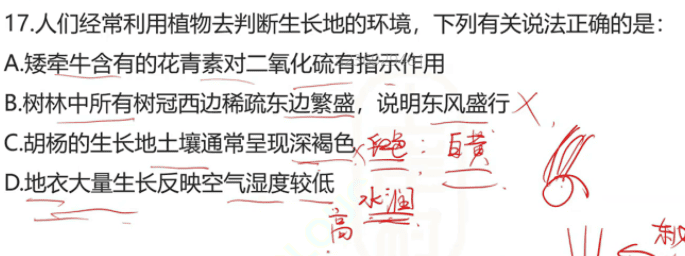 17.人们经常利用植物去判断生长地的环境，下列有关说法正确的是：
A.矮牵牛含有的花青素对二氧化硫有指示作用
B.树林中所有树冠西边稀疏东边繁盛，说明东风盛行 ×
C.胡杨的生长地土壤通常呈现深褐色 × 棕色：白黄
D.地衣大量生长反映空气湿度较低
高 水润
东风